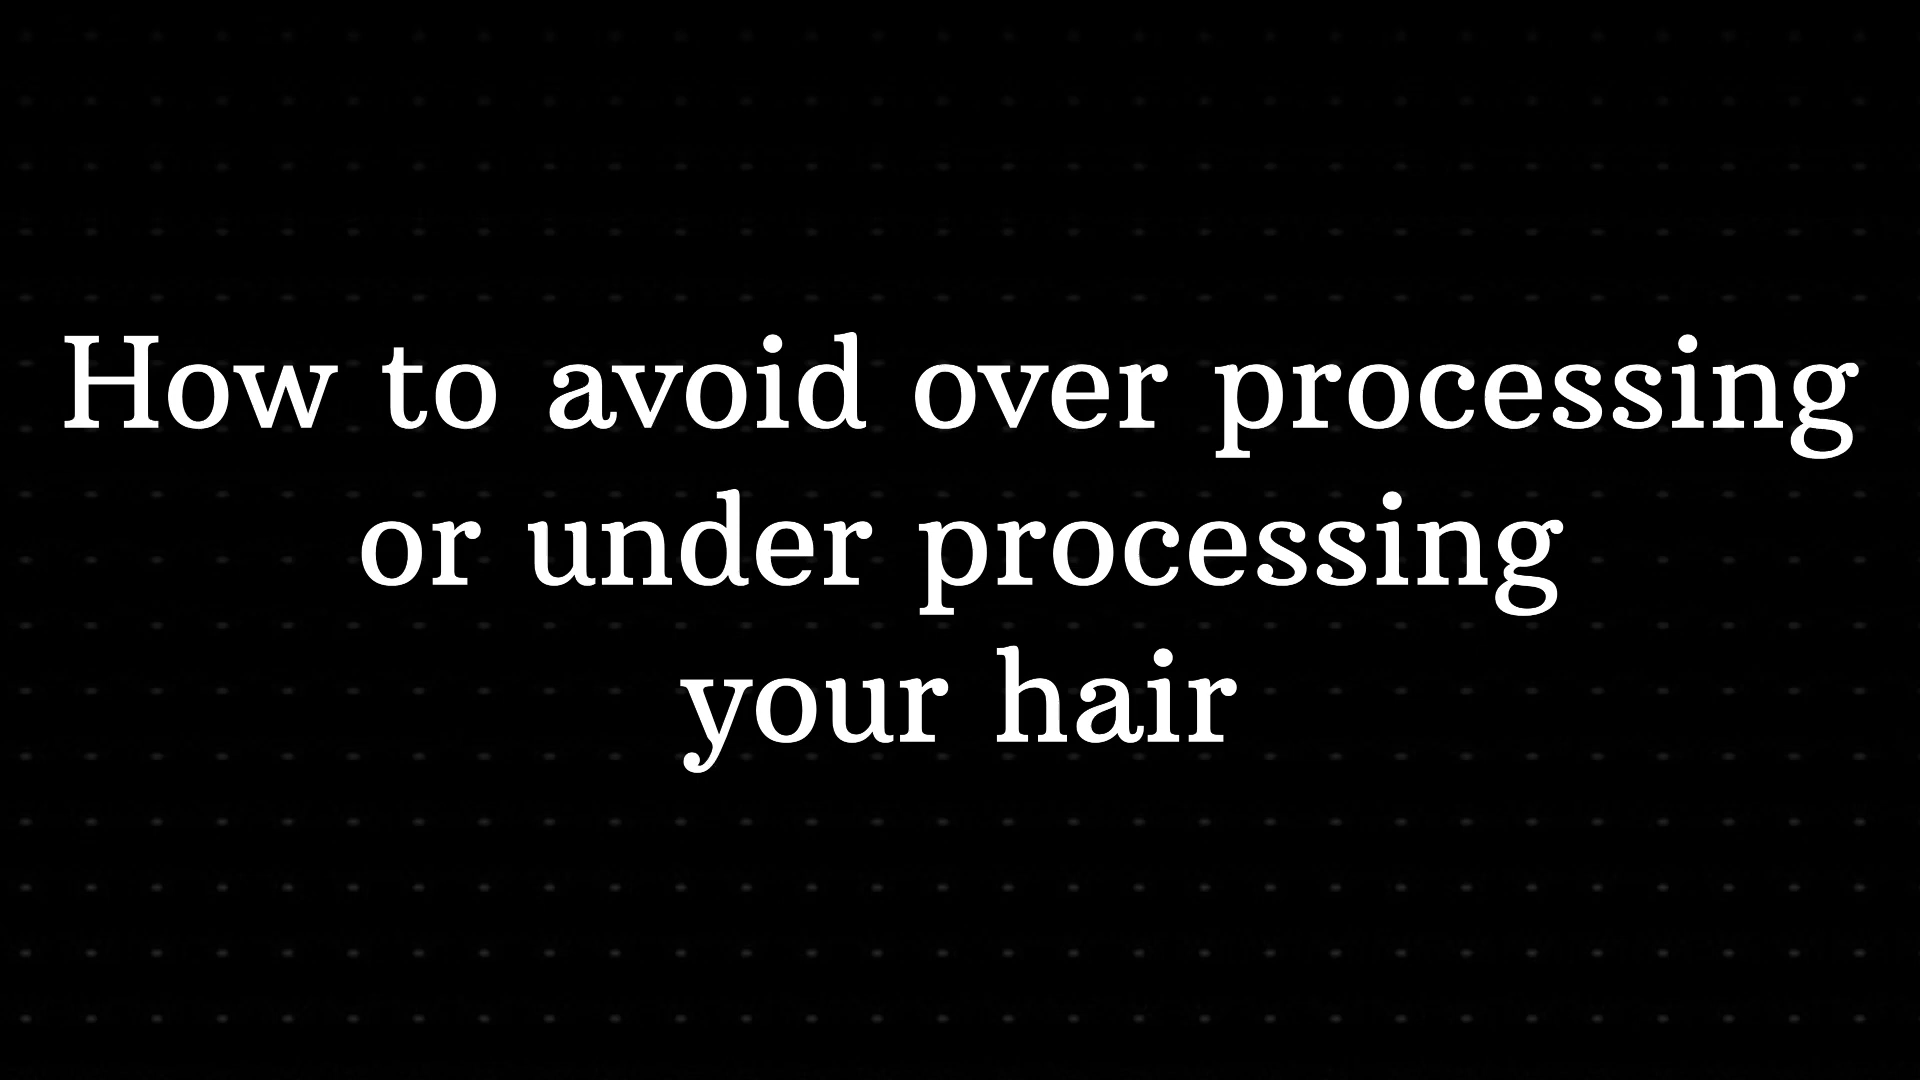 How to avoid over processing
or under processing
your hair